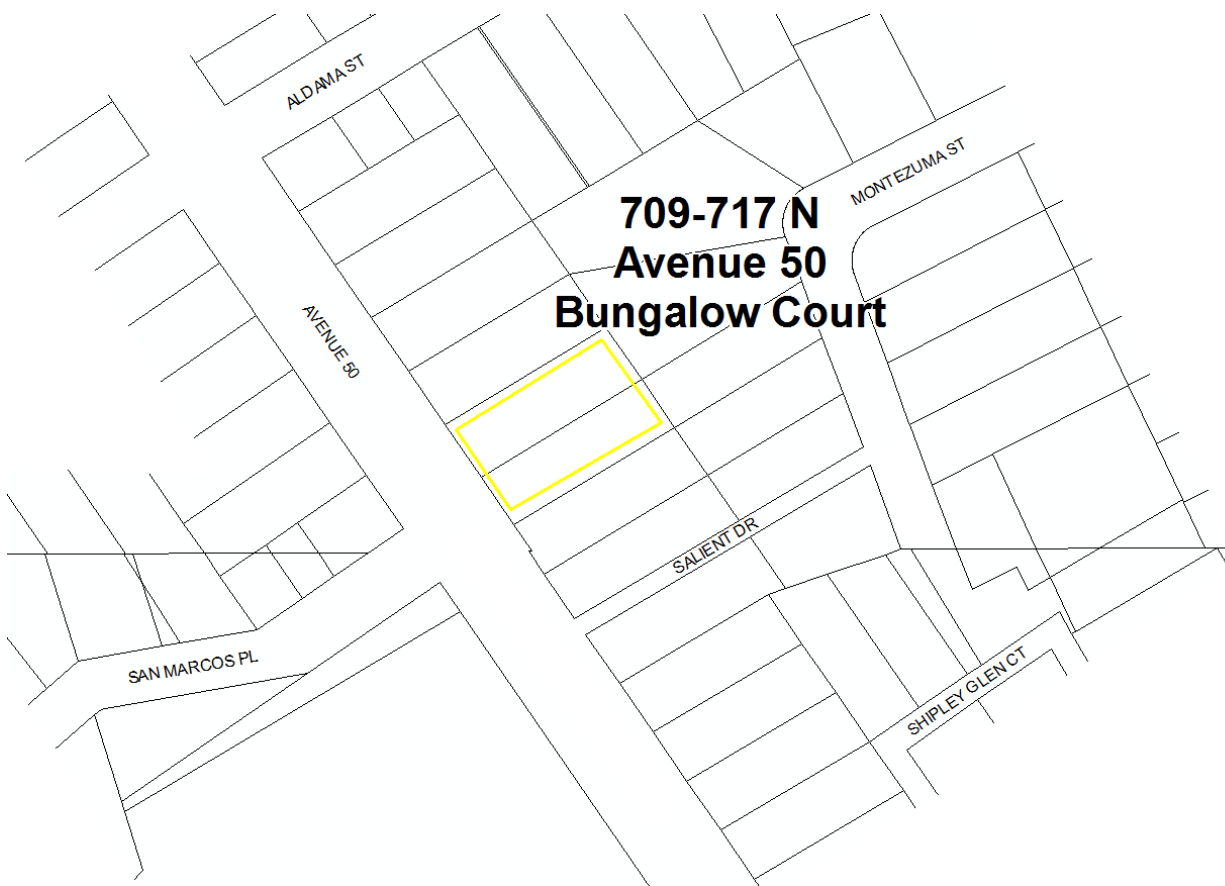 ALDAMA ST
MONTEZUMA ST
709-717 N
Avenue 50
Bungalow Court
AVENUE 50
SALIENT DR
SAN MARCOS PL
SHIPLEY GLEN CT